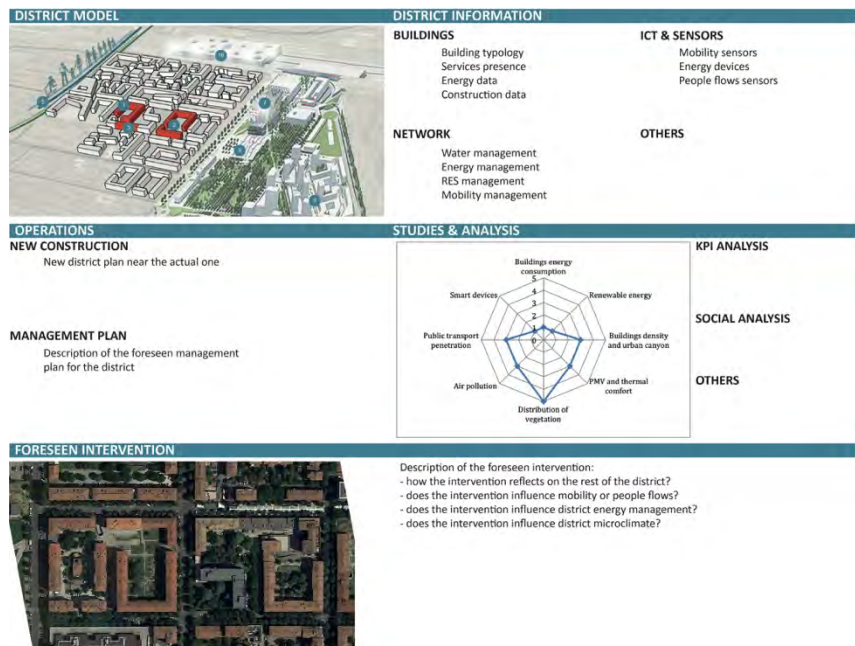 DISTRICT MODEL
DISTRICT INFORMATION
BUILDINGS
Building typology
Services presence
Energy data
Construction data
ICT & SENSORS
Mobility sensors
Energy devices
People flows sensors
NETWORK
Water management
Energy management
RES management
Mobility management
OTHERS
OPERATIONS
NEW CONSTRUCTION
New district plan near the actual one
MANAGEMENT PLAN
Description of the foreseen management
plan for the district
STUDIES & ANALYSIS
Buildings energy
consumption
5
4
3
2
1
0
Renewable energy
Buildings density
and urban canyon
PMV and thermal
comfort
Distribution of
vegetation
Air pollution
Public transport
penetration
Smart devices
KPI ANALYSIS
SOCIAL ANALYSIS
OTHERS
FORESEEN INTERVENTION
Description of the foreseen intervention:
- how the intervention reflects on the rest of the district?
- does the intervention influence mobility or people flows?
- does the intervention influence district energy management?
- does the intervention influence district microclimate?